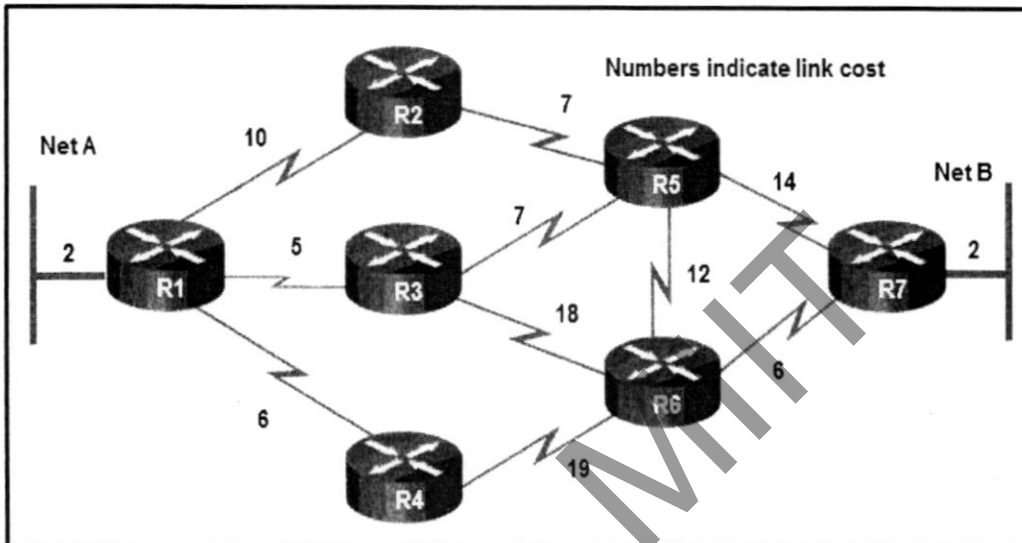 Numbers indicate link cost
R2
7
10
Net A
R5
14
Net B
2
5
7
R1
R3
12
R7
2
18
6
6
R6
19
R4
MIT